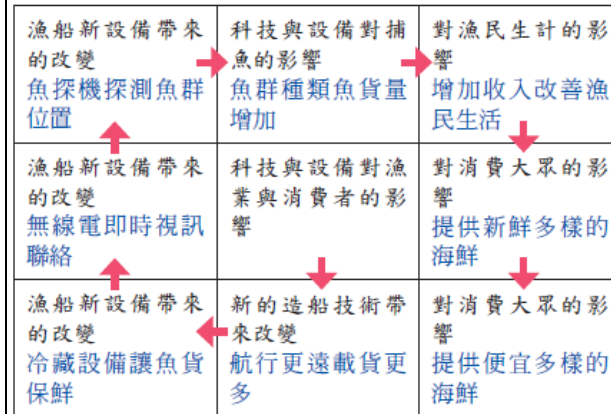 漁船新設備帶來
的改變
魚探機探測魚群
位置
科技與設備對捕
魚的影響
魚群種類魚貨量
增加
對漁民生計的影
響
增加收入改善漁
民生活
漁船新設備帶來
的改變
無線電即時視訊
聯絡
科技與設備對漁
業與消費者的影
響
對消費大眾的影
響
提供新鮮多樣的
海鮮
漁船新設備帶來
的改變
冷藏設備讓魚貨
保鮮
新的造船技術帶
來改變
航行更遠載貨更
多
對消費大眾的影
響
提供便宜多樣的
海鮮